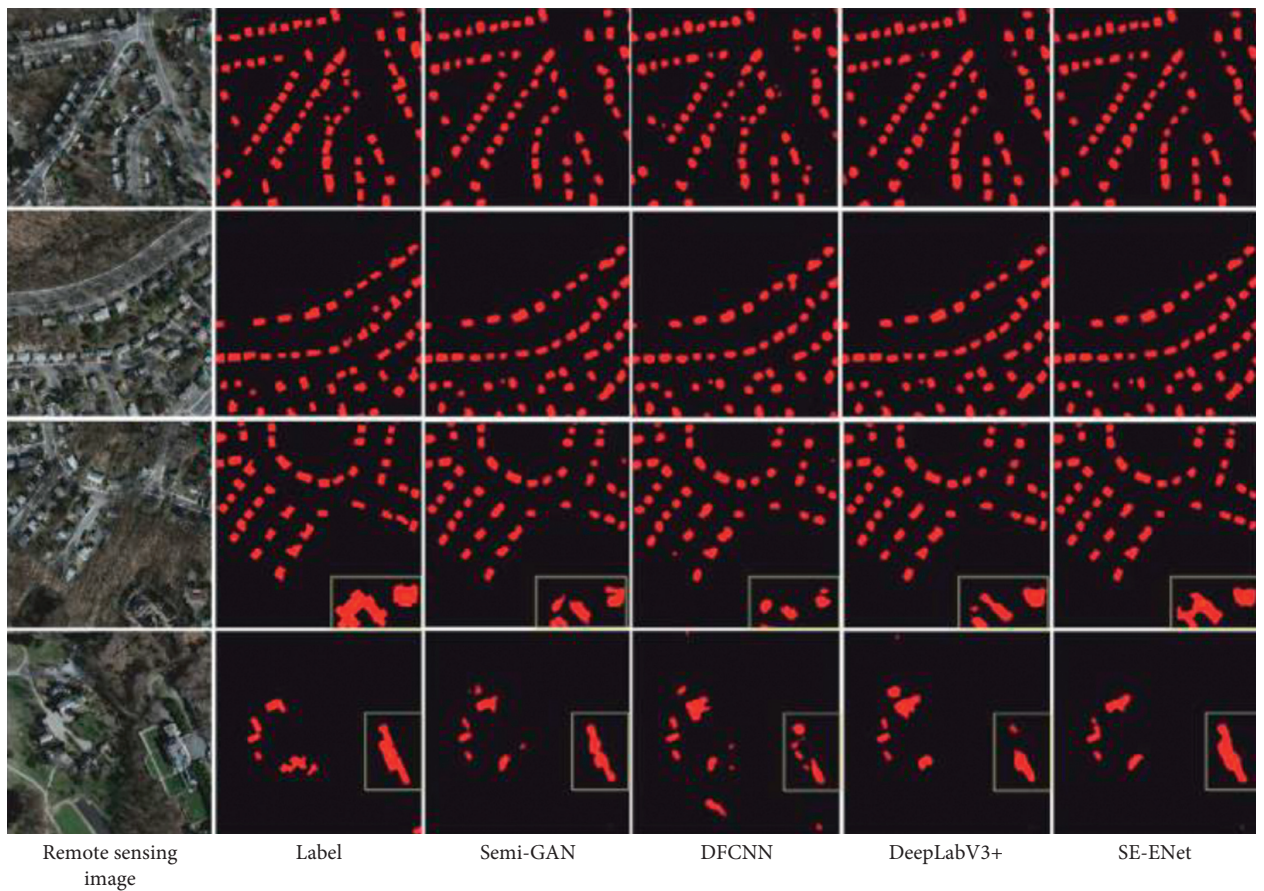 Remote sensing
image
Label
Semi-GAN
DFCNN
DeepLabV3+
SE-ENet